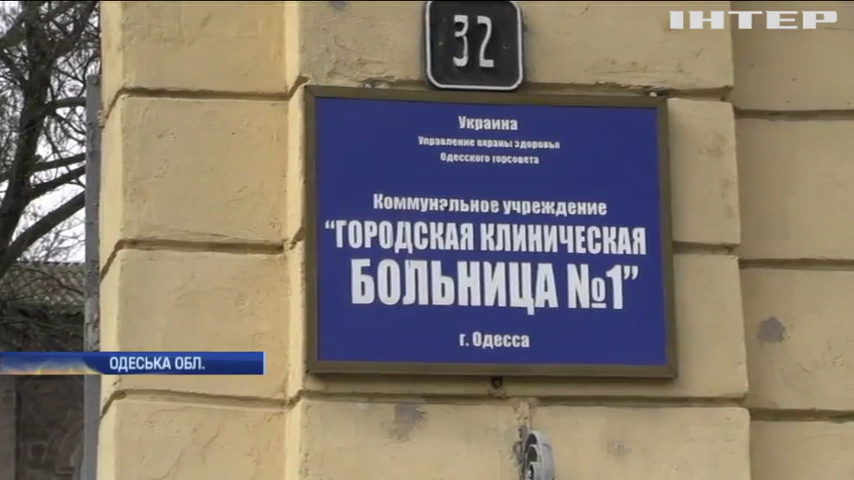 ІНТЕР
32
Украина
Управление охраны здоровья
Одесского горсовета
Коммунальное учреждение
“ГОРОДСКАЯ КЛИНИЧЕСКАЯ
БОЛЬНИЦА №1”
г. Одесса
ОДЕСЬКА ОБЛ.